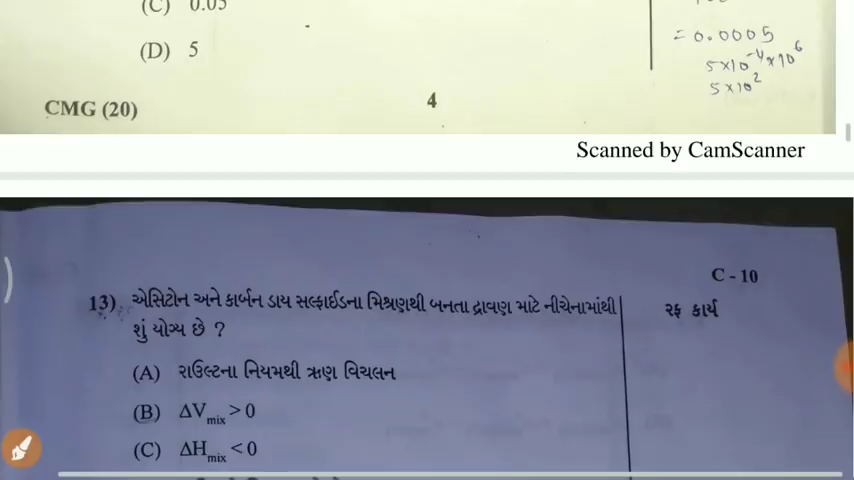 (C) 0.05
= 0.0005
(D) 5
5×10⁻⁴×10⁶
5×10²
CMG (20)
4
Scanned by CamScanner
C - 10
13) એસિટોન અને કાર્બન ડાય સલ્ફાઈડના મિશ્રણથી બનતા દ્રાવણ માટે નીચેનામાંથી
રફ કાર્ય
શું યોગ્ય છે ?
(A) રાઉલ્ટના નિયમથી ઋણ વિચલન
(B) ΔVmix > 0
(C) ΔHmix < 0